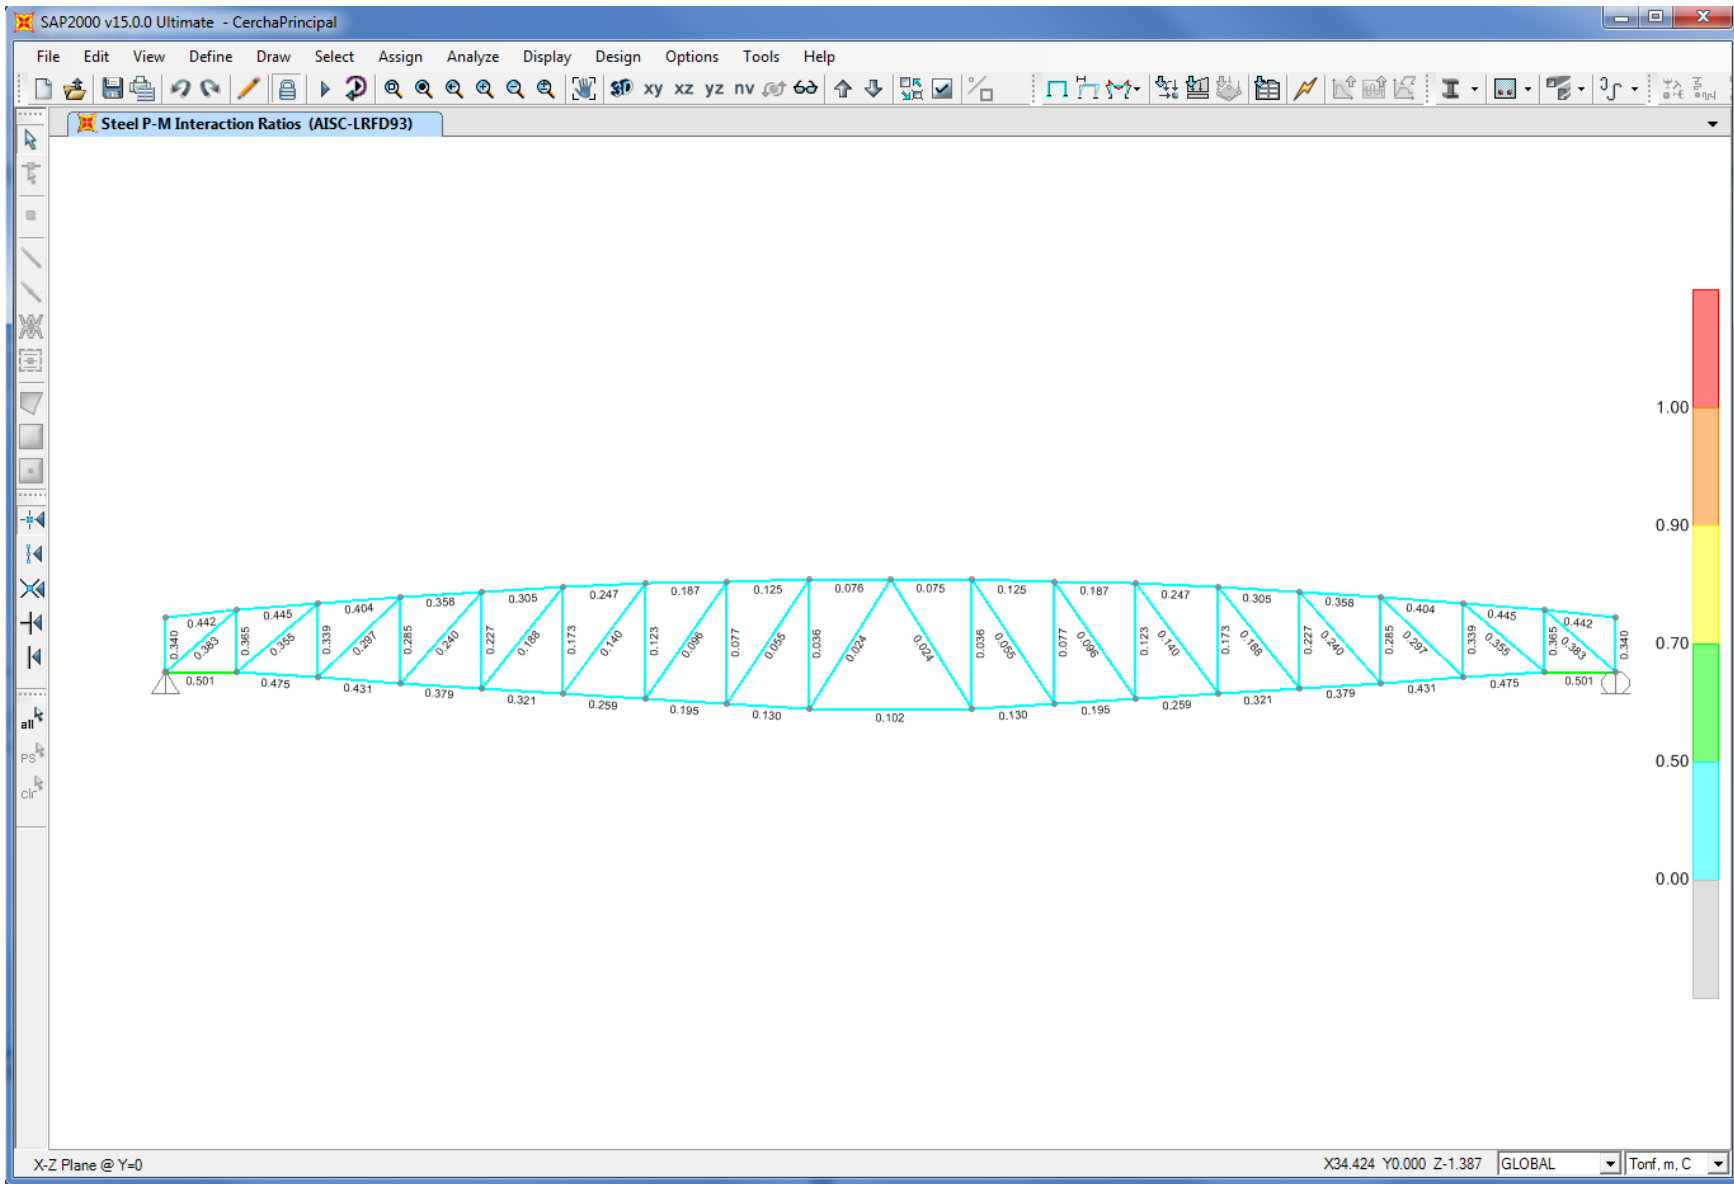 SAP2000 v15.0.0 Ultimate - CerchaPrincipal
File Edit View Define Draw Select Assign Analyze Display Design Options Tools Help
3D xy xz yz nv
Steel P-M Interaction Ratios (AISC-LRFD93)
1.00
0.90
0.70
0.50
0.00
0.442 0.445 0.404 0.358 0.305 0.247 0.187 0.125 0.076 0.075 0.125 0.187 0.247 0.305 0.358 0.404 0.445 0.442
0.340 0.383 0.365 0.355 0.339 0.297 0.285 0.240 0.227 0.188 0.173 0.140 0.123 0.096 0.077 0.055 0.036 0.024 0.024 0.036 0.055 0.077 0.096 0.123 0.140 0.173 0.188 0.227 0.240 0.285 0.297 0.339 0.355 0.365 0.383 0.340
0.501 0.475 0.431 0.379 0.321 0.259 0.195 0.130 0.102 0.130 0.195 0.259 0.321 0.379 0.431 0.475 0.501
all
PS
clr
X-Z Plane @ Y=0
X34.424 Y0.000 Z-1.387
GLOBAL
Tonf, m, C